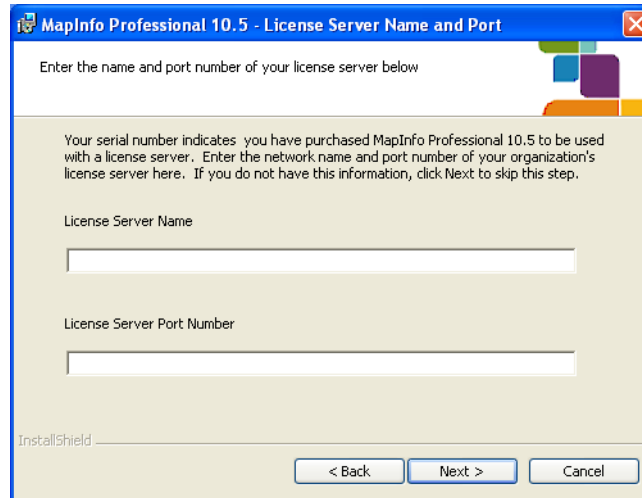 MapInfo Professional 10.5 - License Server Name and Port
Enter the name and port number of your license server below
Your serial number indicates  you have purchased MapInfo Professional 10.5 to be used
with a license server.  Enter the network name and port number of your organization's
license server here.  If you do not have this information, click Next to skip this step.
License Server Name
License Server Port Number
InstallShield
< Back
Next >
Cancel